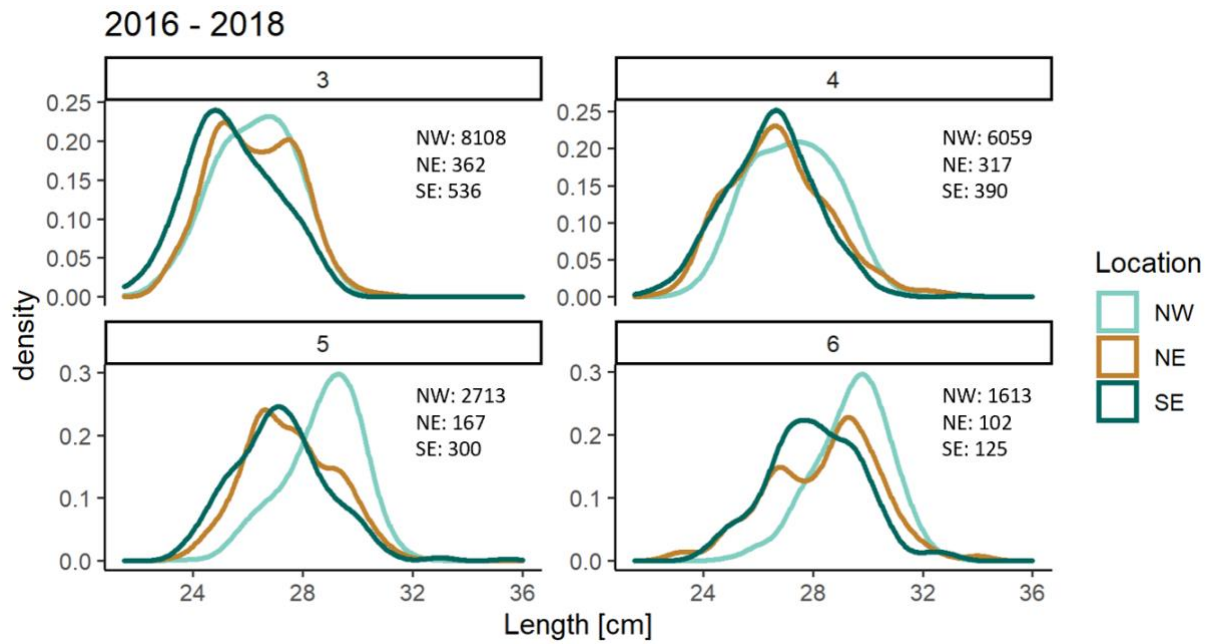 2016 - 2018
3
4
0.25
0.20
0.15
0.10
0.05
0.00
NW: 8108
NE: 362
SE: 536
0.25
0.20
0.15
0.10
0.05
0.00
NW: 6059
NE: 317
SE: 390
5
6
0.3
0.2
0.1
0.0
NW: 2713
NE: 167
SE: 300
0.3
0.2
0.1
0.0
NW: 1613
NE: 102
SE: 125
24 28 32 36
24 28 32 36
density
Length [cm]
Location
NW
NE
SE